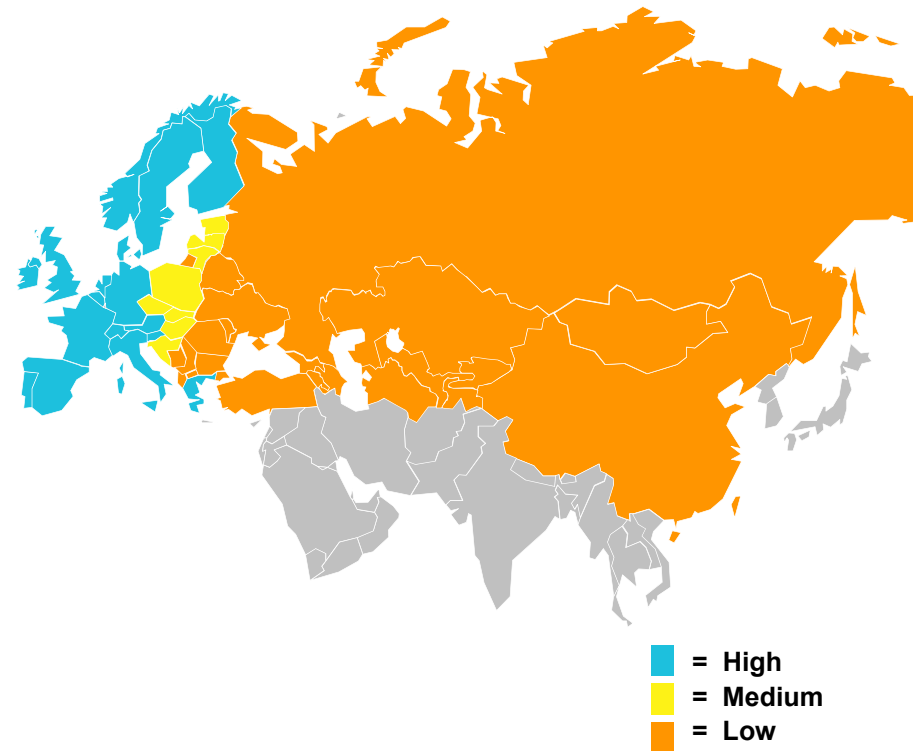 = High
= Medium
= Low